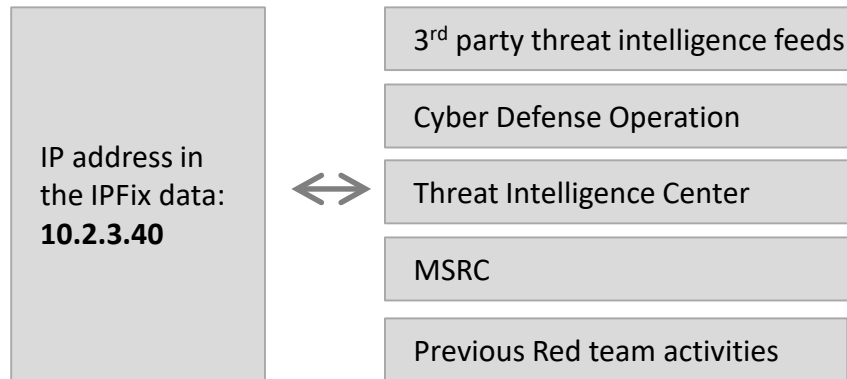 IP address in
the IPFix data:
10.2.3.40
3rd party threat intelligence feeds
Cyber Defense Operation
Threat Intelligence Center
MSRC
Previous Red team activities